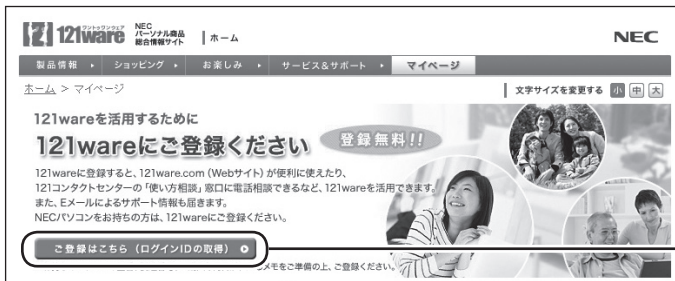 121ware
ワントゥワンウェア
NEC
パーソナル商品
総合情報サイト
ホーム
NEC
製品情報
ショッピング
お楽しみ
サービス&サポート
マイページ
ホーム > マイページ
文字サイズを変更する 小 中 大
121wareを活用するために
121wareにご登録ください
登録無料!!
121wareに登録すると、121ware.com(Webサイト)が便利に使えたり、
121コンタクトセンターの「使い方相談」窓口に電話相談できるなど、121wareを活用できます。
また、Eメールによるサポート情報も届きます。
NECパソコンをお持ちの方は、121wareにご登録ください。
ご登録はこちら(ログインIDの取得)
メモをご準備の上、ご登録ください。